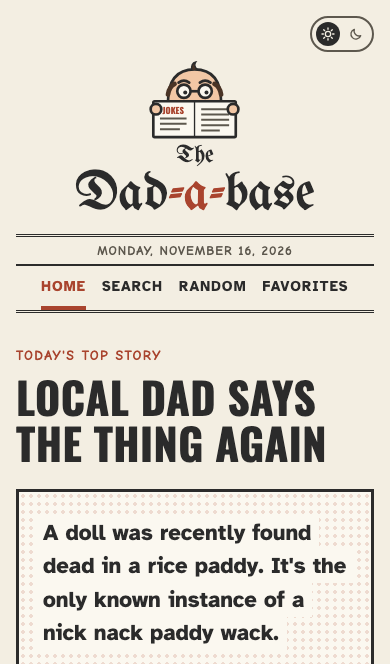 JOKES
The
Dad=a=base
MONDAY, NOVEMBER 16, 2026
HOME SEARCH RANDOM FAVORITES
TODAY'S TOP STORY
LOCAL DAD SAYS
THE THING AGAIN
A doll was recently found
dead in a rice paddy. It's the
only known instance of a
nick nack paddy wack.